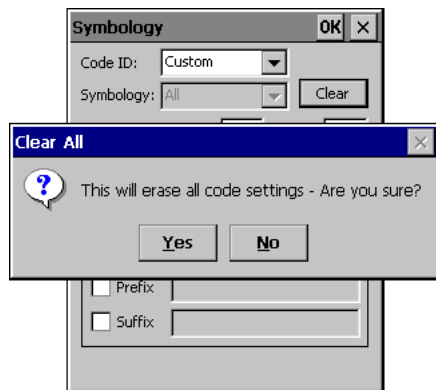 Symbology OK ×
Code ID: Custom
Symbology: All Clear
Clear All ×
This will erase all code settings - Are you sure?
Yes No
Prefix
Suffix